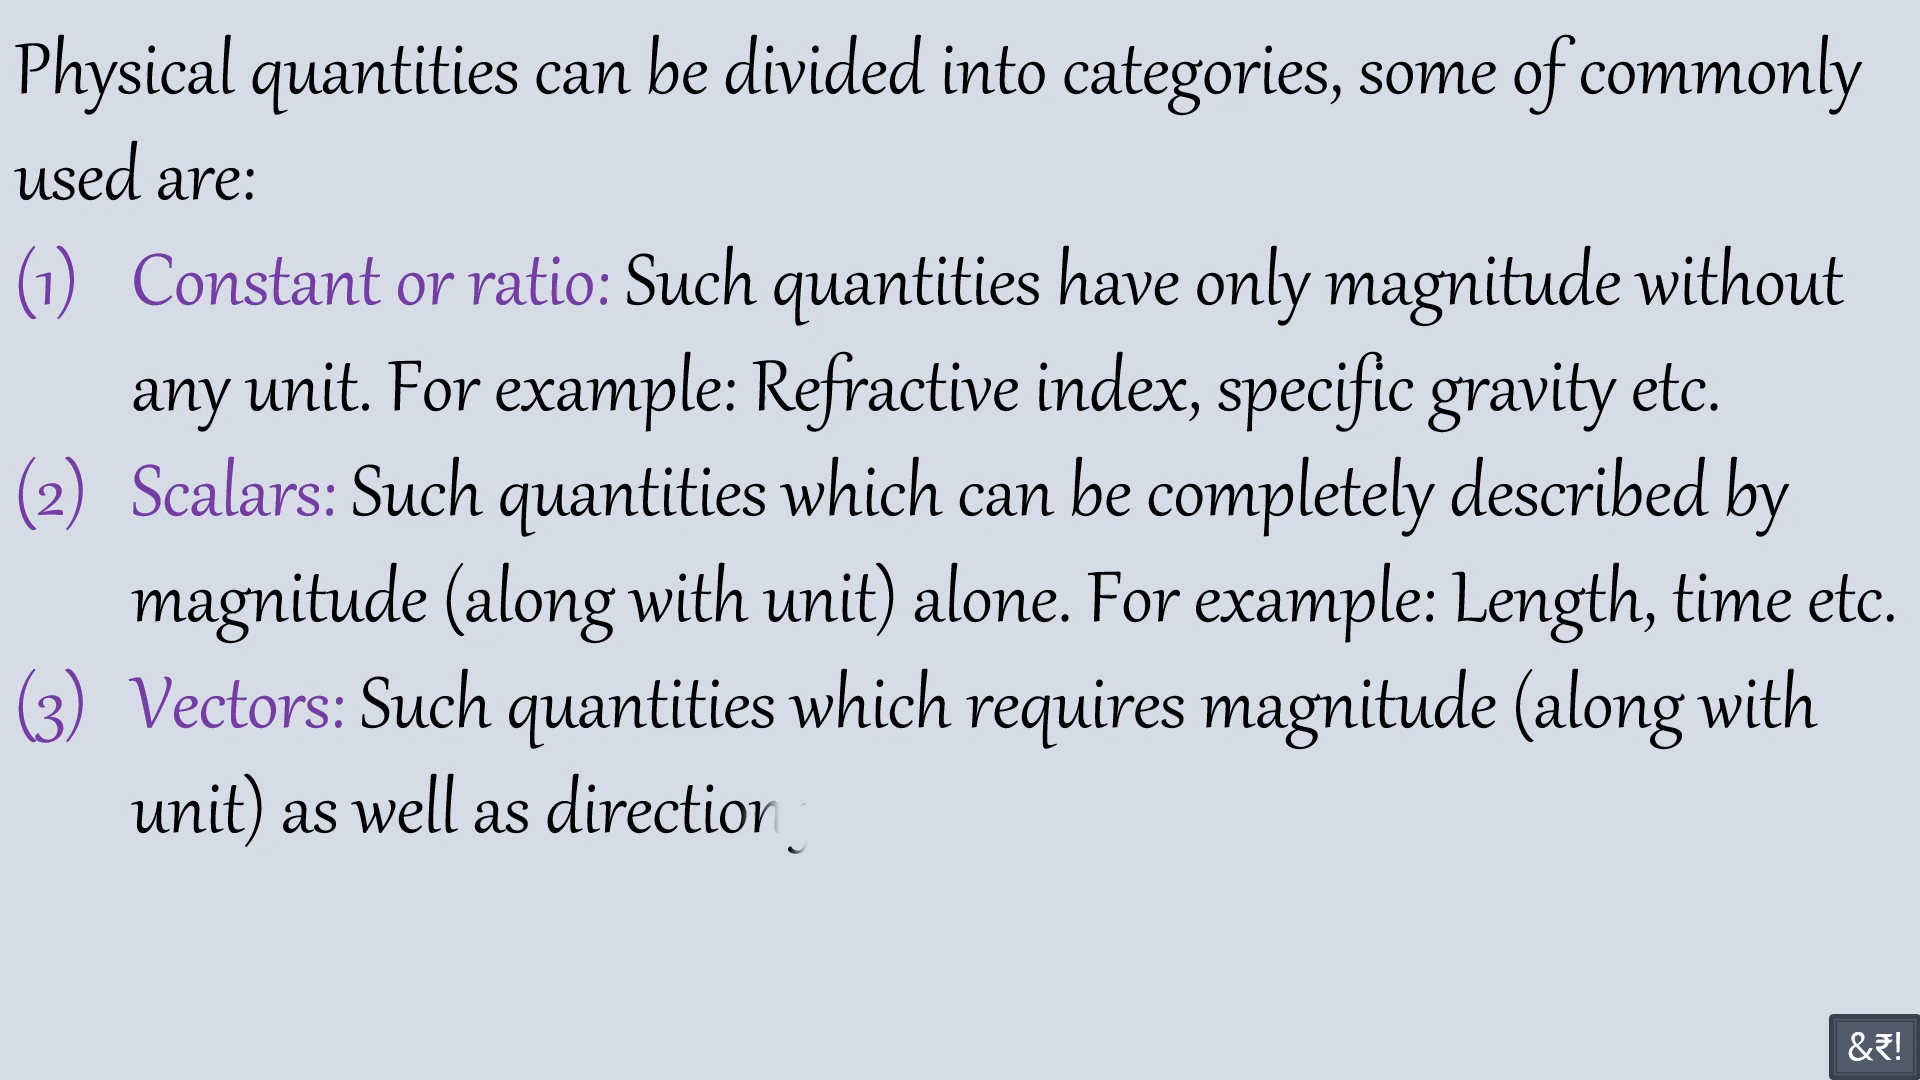 Physical quantities can be divided into categories, some of commonly
used are:
(1) Constant or ratio: Such quantities have only magnitude without
any unit. For example: Refractive index, specific gravity etc.
(2) Scalars: Such quantities which can be completely described by
magnitude (along with unit) alone. For example: Length, time etc.
(3) Vectors: Such quantities which requires magnitude (along with
unit) as well as direction
&₹!